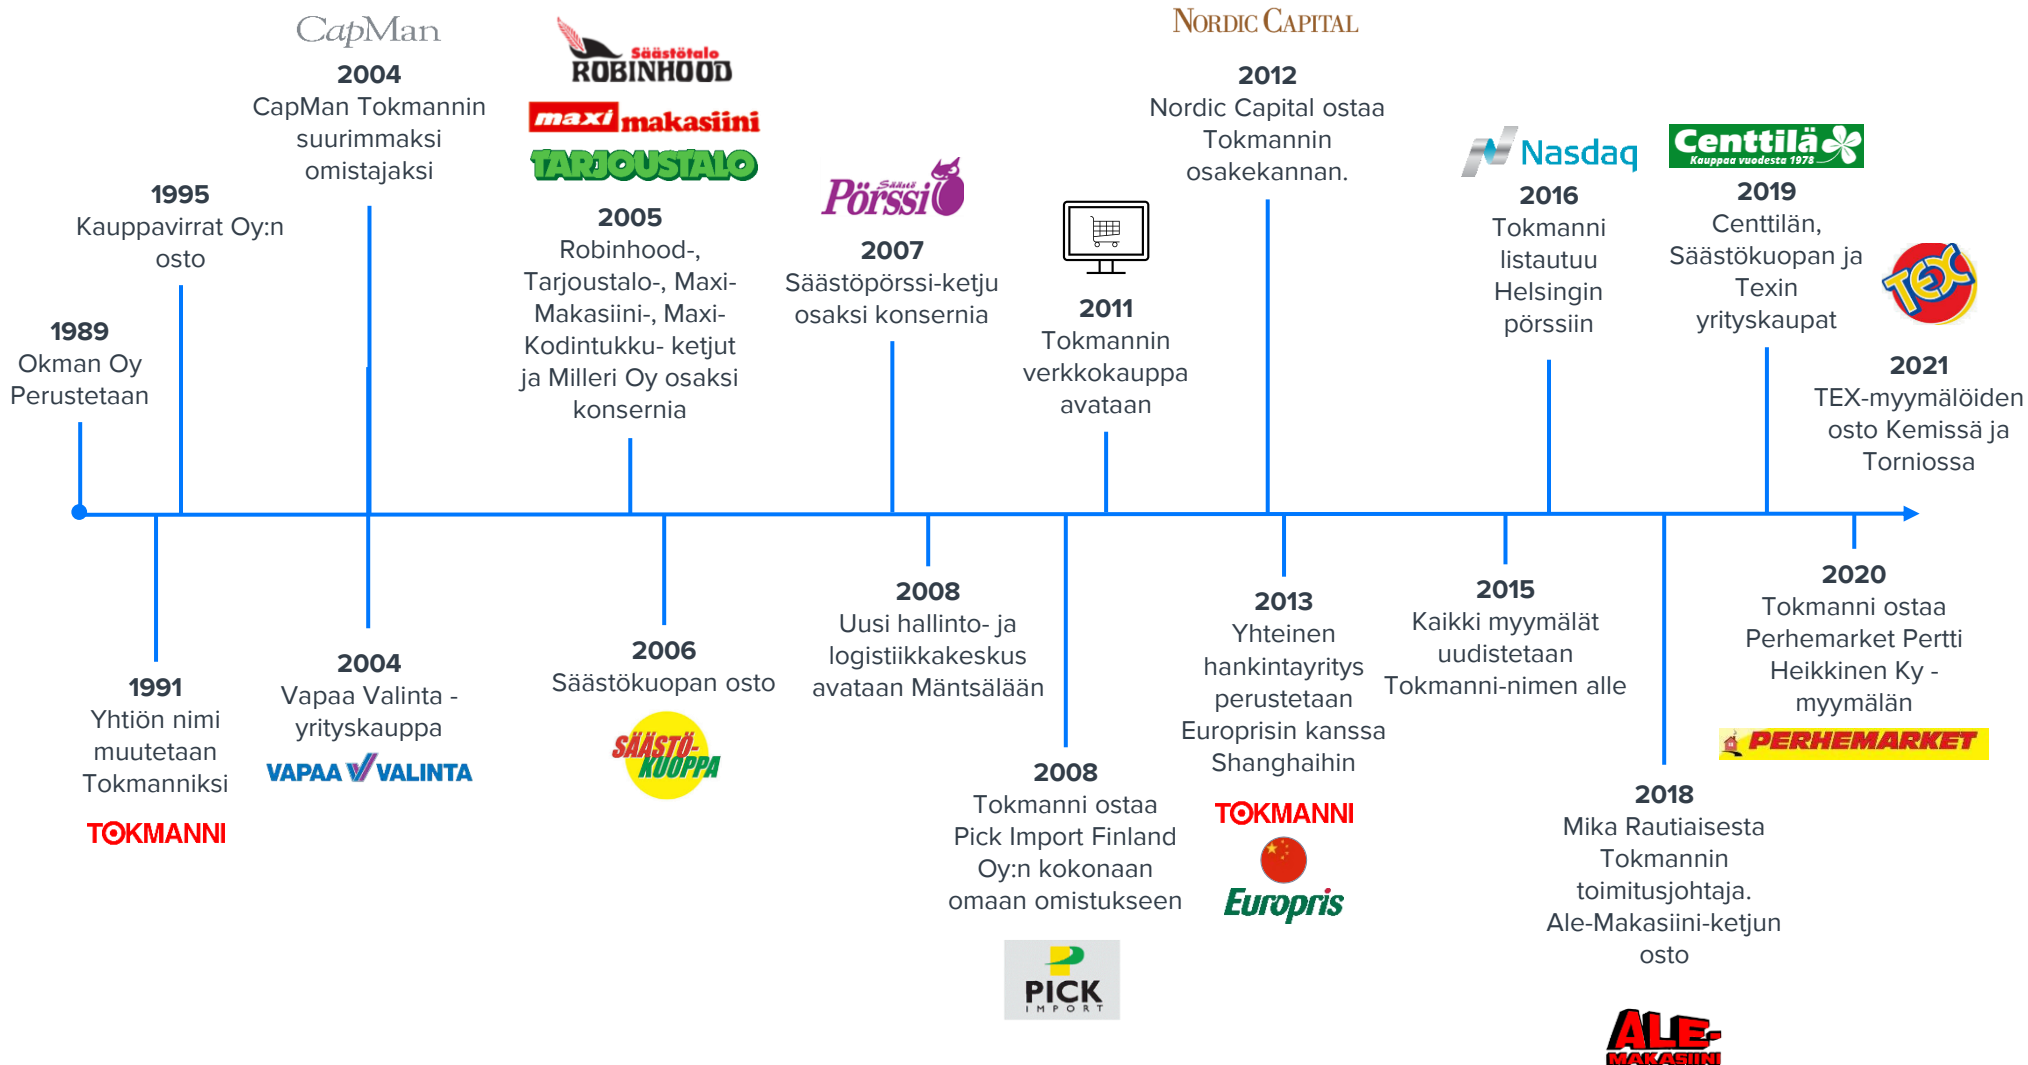 CapMan
2004
CapMan Tokmannin
suurimmaksi
omistajaksi
Säästötalo
ROBINHOOD
maxi makasiini
TARJOUSTALO
NORDIC CAPITAL
2012
Nordic Capital ostaa
Tokmannin
osakekannan.
Nasdaq
2016
Tokmanni
listautuu
Helsingin
pörssiin
Centtilä
Kauppaa vuodesta 1978
2019
Centtilän,
Säästökuopan ja
Texin
yrityskaupat
1995
Kauppavirrat Oy:n
osto
2005
Robinhood-,
Tarjoustalo-, Maxi-
Makasiini-, Maxi-
Kodintukku- ketjut
ja Milleri Oy osaksi
konsernia
Säästö
Pörssi
2007
Säästöpörssi-ketju
osaksi konsernia
2011
Tokmannin
verkkokauppa
avataan
TEX
2021
TEX-myymälöiden
osto Kemissä ja
Torniossa
1989
Okman Oy
Perustetaan
1991
Yhtiön nimi
muutetaan
Tokmanniksi
TOKMANNI
2004
Vapaa Valinta -
yrityskauppa
VAPAA VALINTA
2006
Säästökuopan osto
SÄÄSTÖ-
KUOPPA
2008
Uusi hallinto- ja
logistiikkakeskus
avataan Mäntsälään
2008
Tokmanni ostaa
Pick Import Finland
Oy:n kokonaan
omaan omistukseen
PICK
IMPORT
2013
Yhteinen
hankintayritys
perustetaan
Europrisin kanssa
Shanghaihin
TOKMANNI
Europris
2015
Kaikki myymälät
uudistetaan
Tokmanni-nimen alle
2018
Mika Rautiaisesta
Tokmannin
toimitusjohtaja.
Ale-Makasiini-ketjun
osto
ALE-
MAKASIINI
2020
Tokmanni ostaa
Perhemarket Pertti
Heikkinen Ky -
myymälän
PERHEMARKET